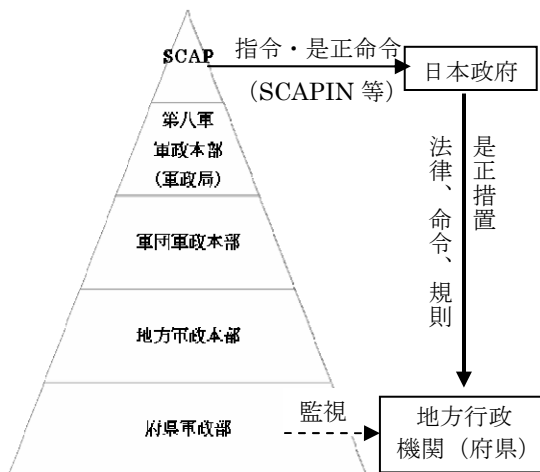 SCAP
指令・是正命令
(SCAPIN 等)
日本政府
第八軍
軍政本部
(軍政局)
是正措置
法律、命令、規則
軍団軍政本部
地方軍政本部
府県軍政部
監視
地方行政
機関(府県)